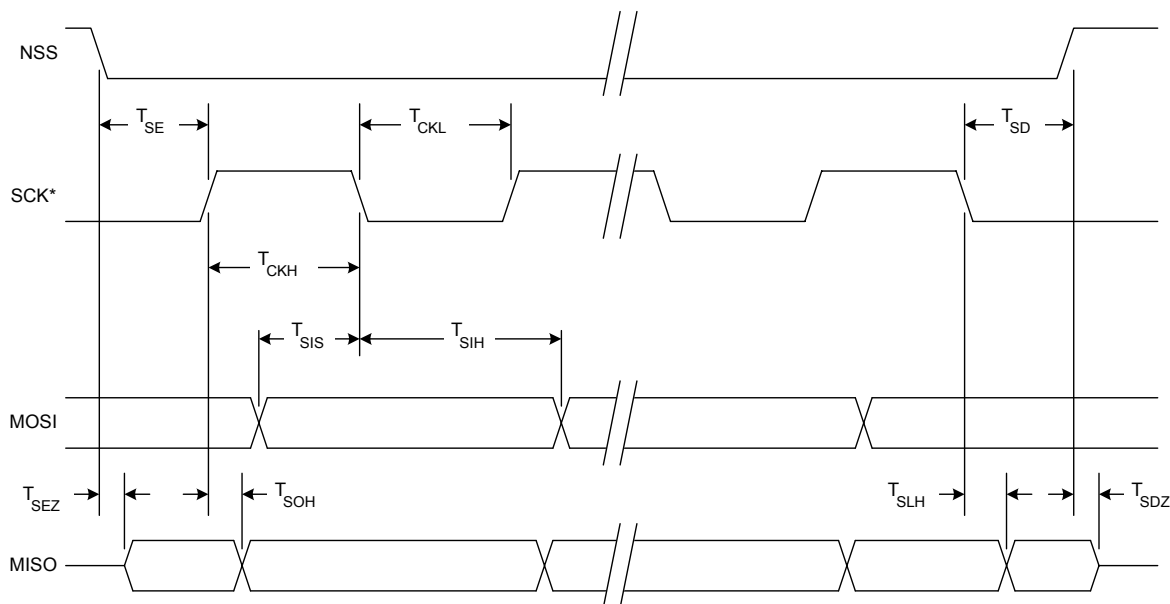 NSS
T_SE
T_CKL
T_SD
SCK*
T_CKH
T_SIS
T_SIH
MOSI
T_SEZ
T_SOH
T_SLH
T_SDZ
MISO